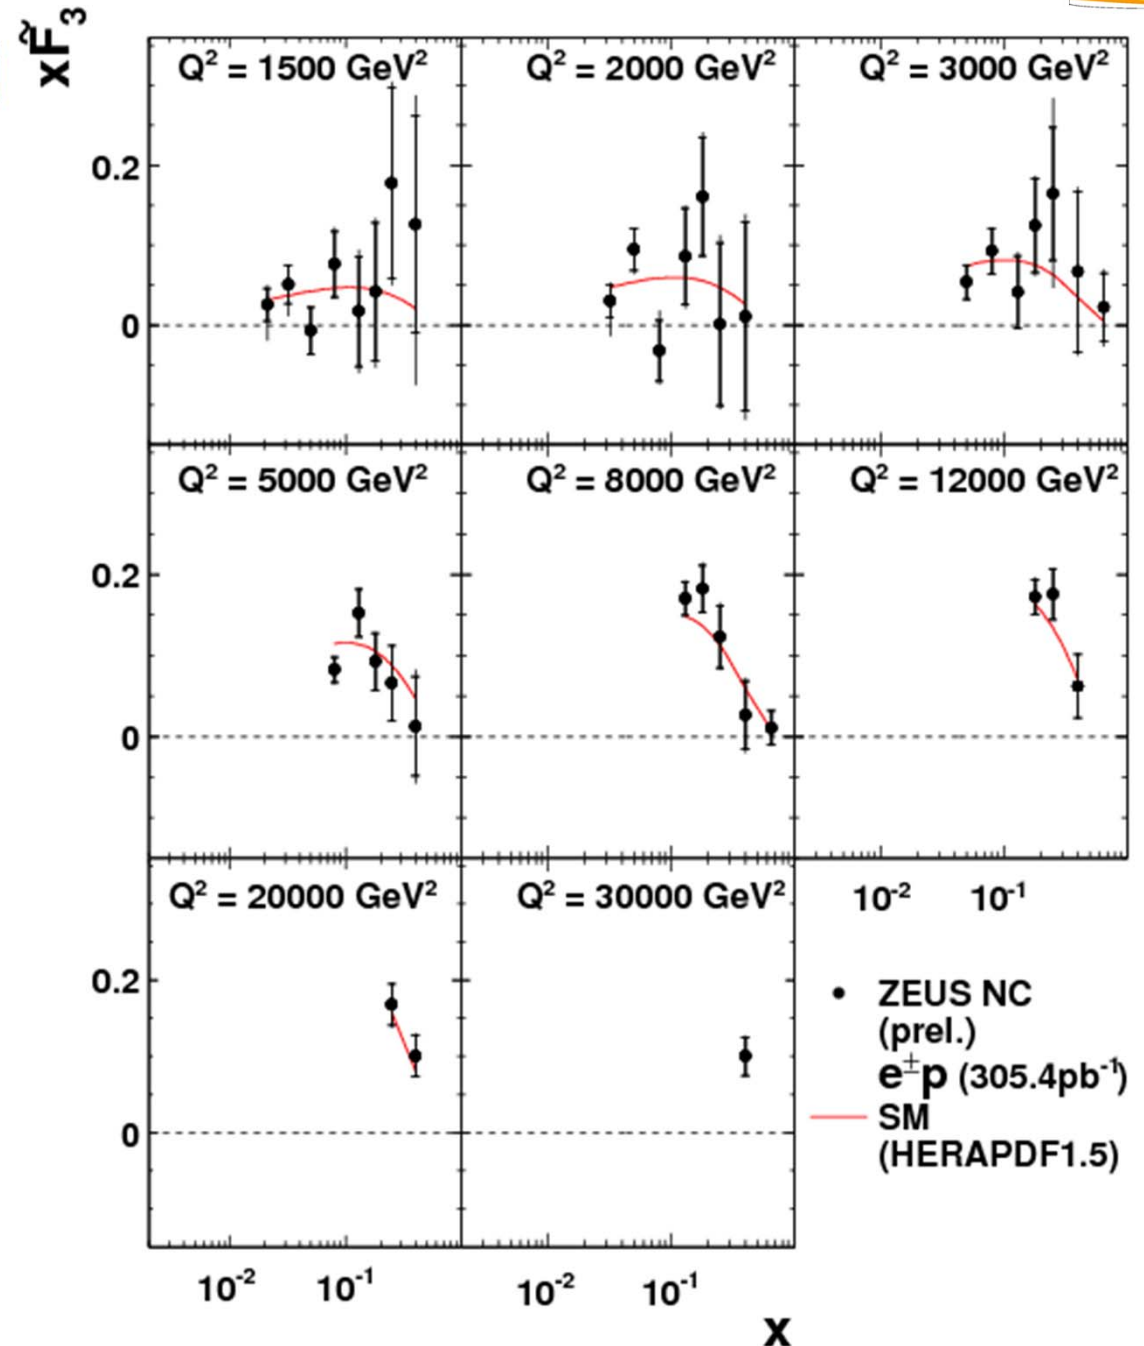 xF̃₃
Q² = 1500 GeV²
Q² = 2000 GeV²
Q² = 3000 GeV²
0.2
0
Q² = 5000 GeV²
Q² = 8000 GeV²
Q² = 12000 GeV²
0.2
0
Q² = 20000 GeV²
Q² = 30000 GeV²
10⁻²
10⁻¹
0.2
0
ZEUS NC
(prel.)
e±p (305.4pb⁻¹)
SM
(HERAPDF1.5)
10⁻²
10⁻¹
10⁻²
10⁻¹
x